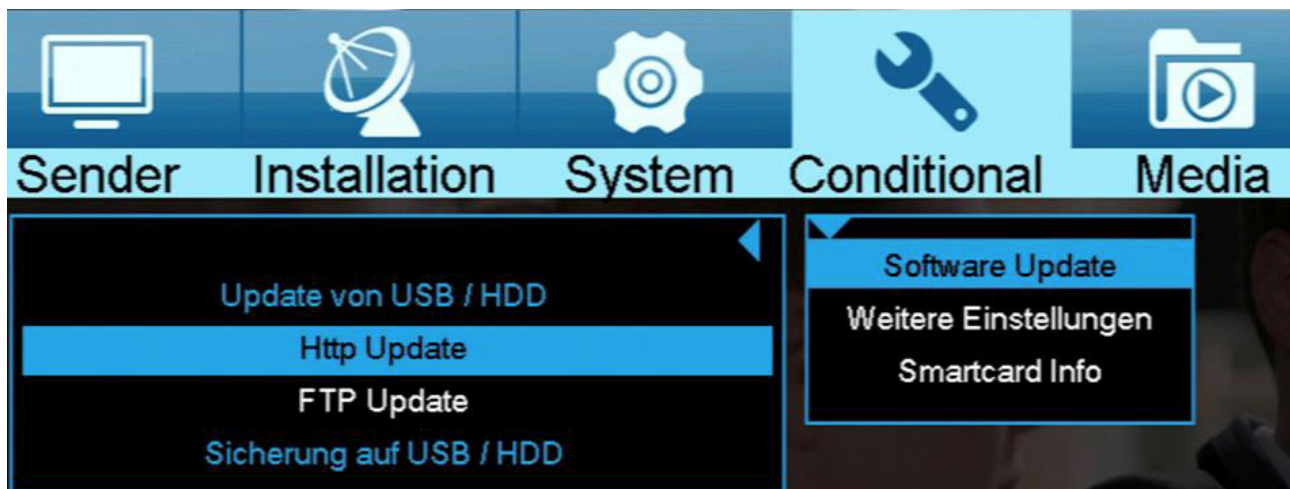 Sender Installation System Conditional Media
Update von USB / HDD
Http Update
FTP Update
Sicherung auf USB / HDD
Software Update
Weitere Einstellungen
Smartcard Info